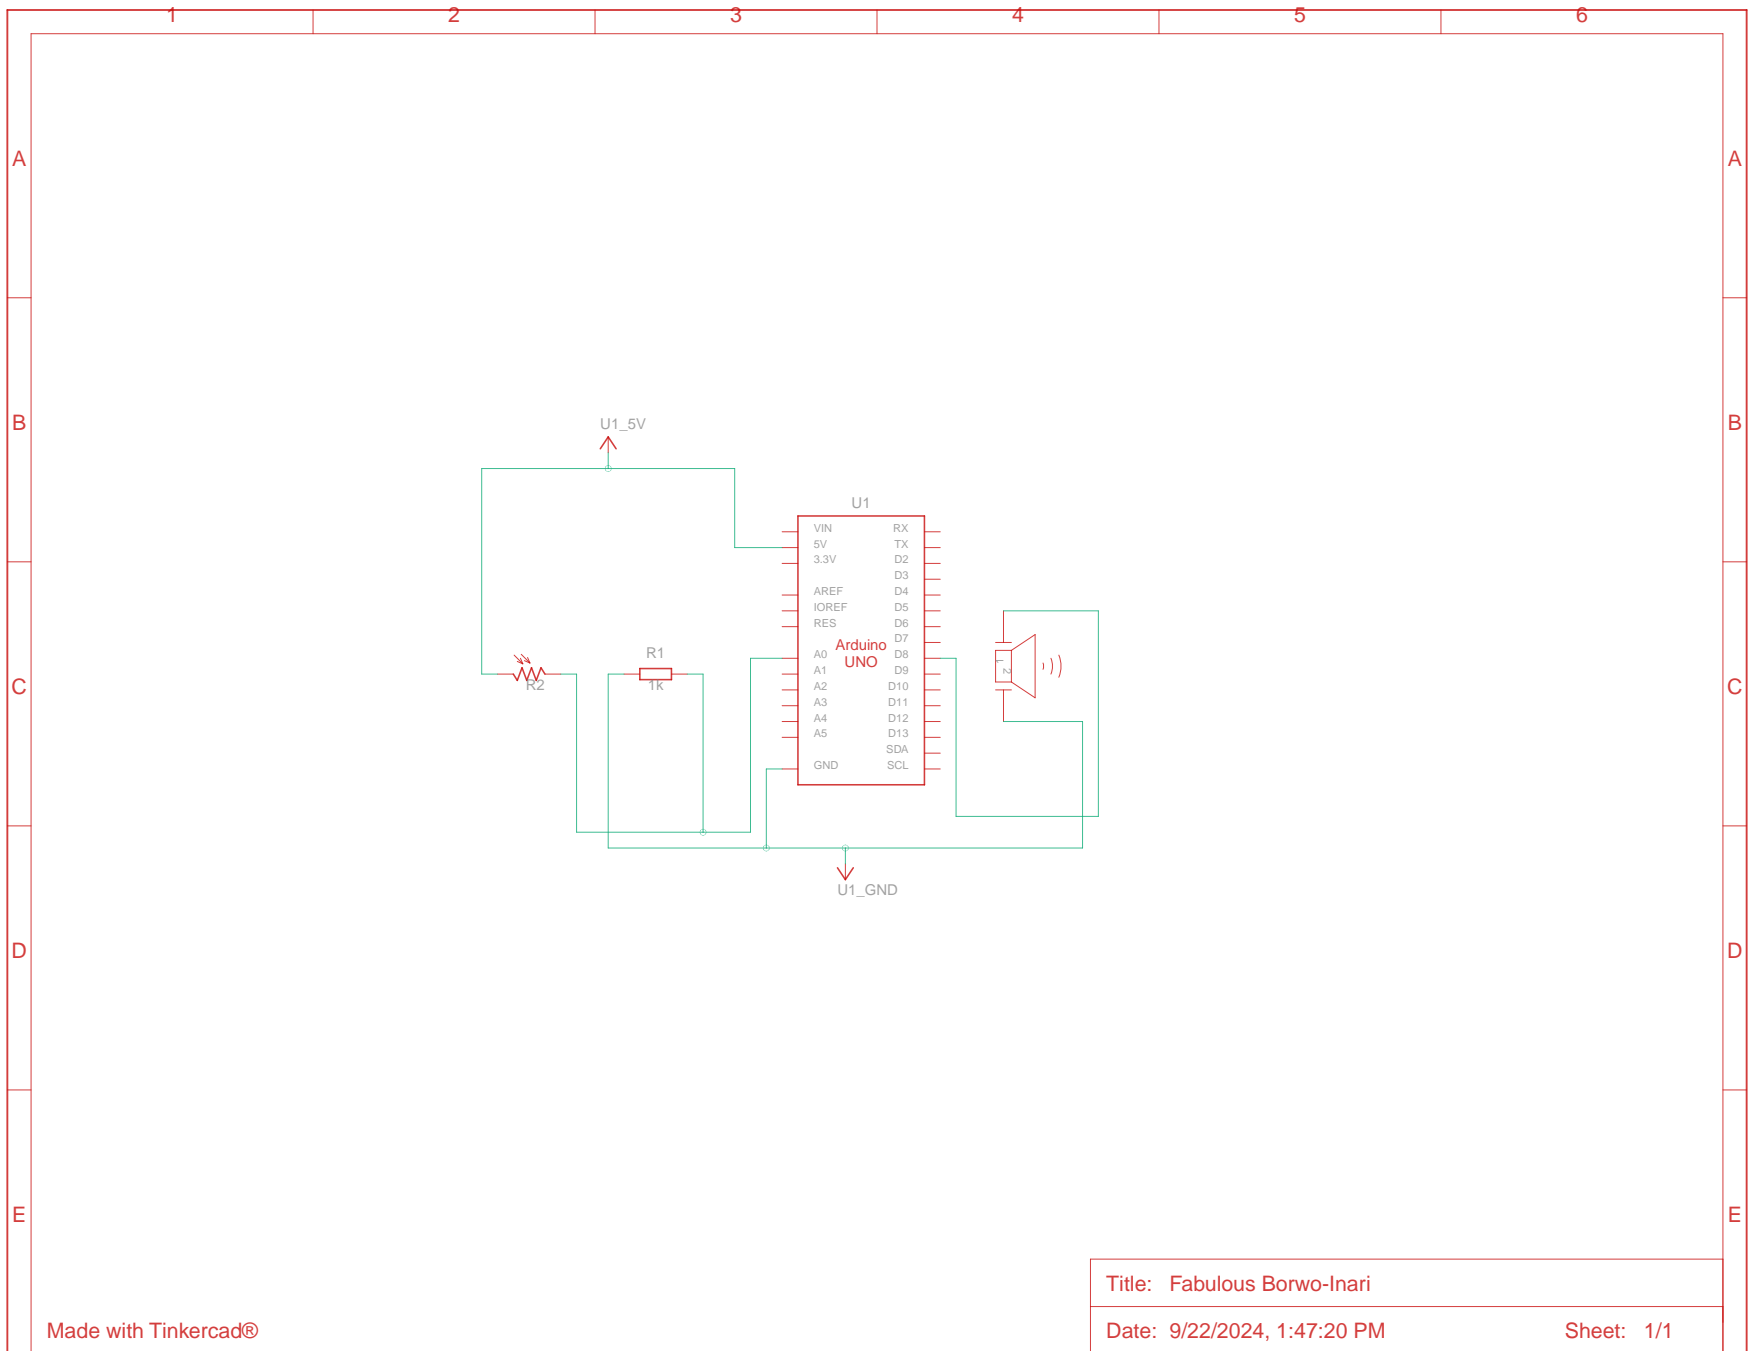 1 2 3 4 5 6
A A
B B
U1_5V
U1
VIN RX
5V TX
3.3V D2
D3
AREF D4
IOREF D5
RES D6
D7
Arduino
UNO
A0 D8
A1 D9
A2 D10
A3 D11
A4 D12
A5 D13
SDA
GND SCL
R1
1k
R2
1
2
C C
U1_GND
D D
E E
Title: Fabulous Borwo-Inari
Made with Tinkercad®
Date: 9/22/2024, 1:47:20 PM Sheet: 1/1